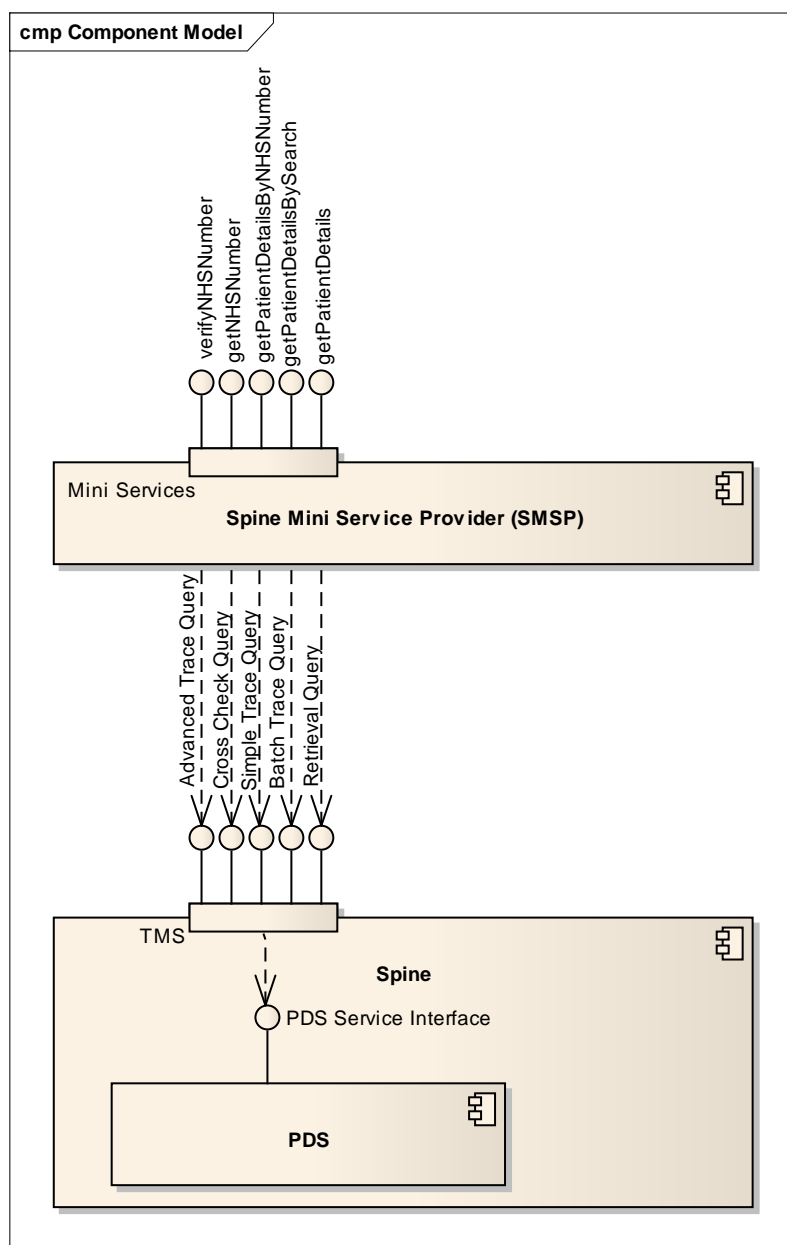 cmp Component Model
verifyNHSNumber
getNHSNumber
getPatientDetailsByNHSNumber
getPatientDetailsBySearch
getPatientDetails
Mini Services
Spine Mini Service Provider (SMSP)
Advanced Trace Query
Cross Check Query
Simple Trace Query
Batch Trace Query
Retrieval Query
TMS
Spine
PDS Service Interface
PDS